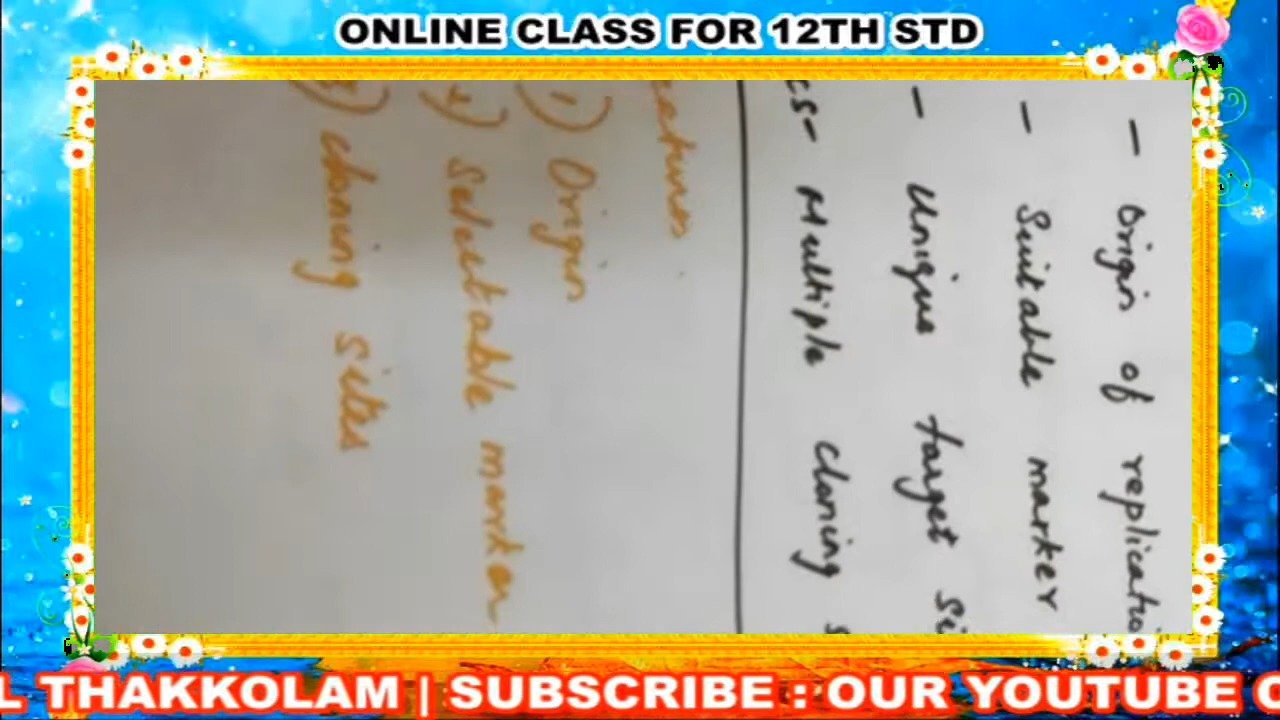 ONLINE CLASS FOR 12TH STD
- Origin of replicatio
- Suitable marker
- Unique target si
cs- Multiple cloning s
eatures
1) Origin
2) Selectable marker
3) cloning sites
L THAKKOLAM | SUBSCRIBE : OUR YOUTUBE C